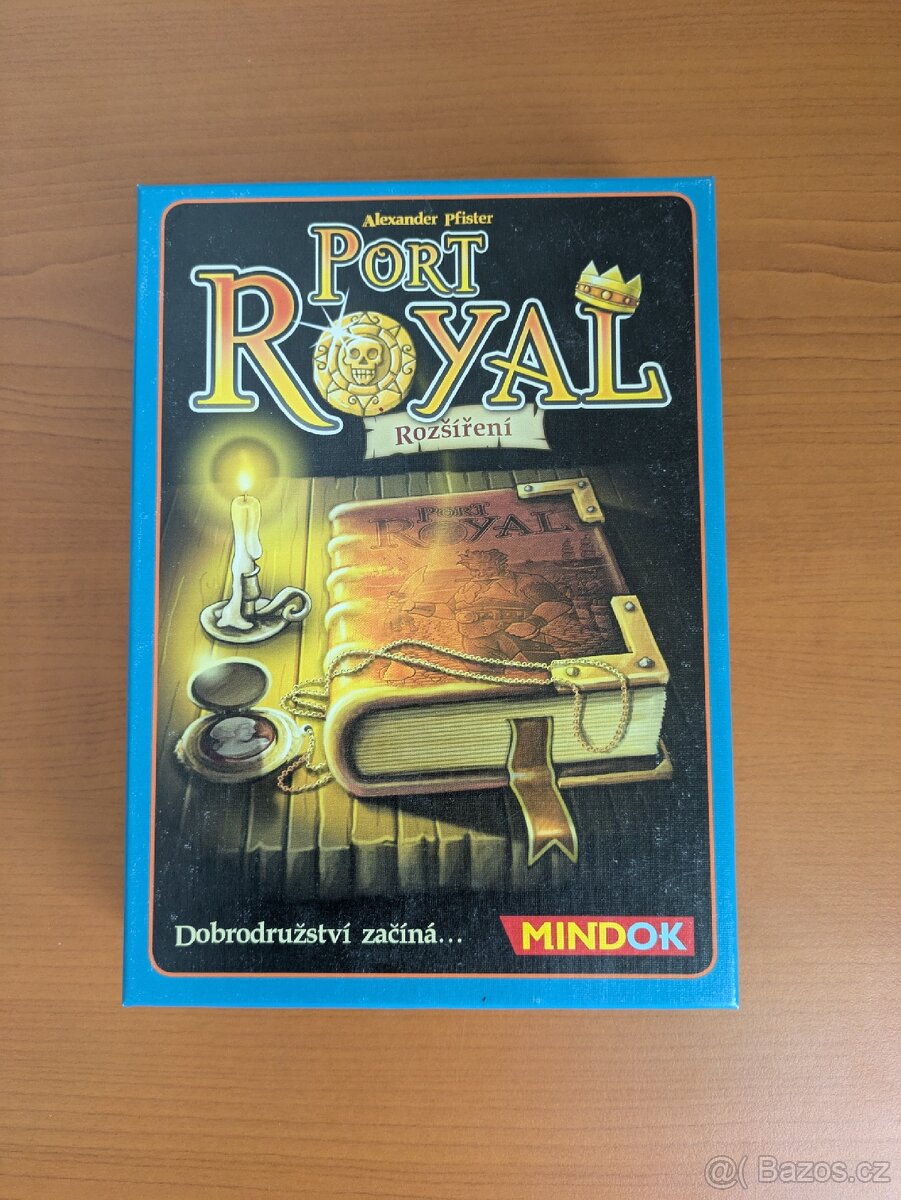 Alexander Pfister
PORT
ROYAL
Rozšíření
PORT
ROYAL
Dobrodružství začíná...
MINDOK
@( Bazos.cz